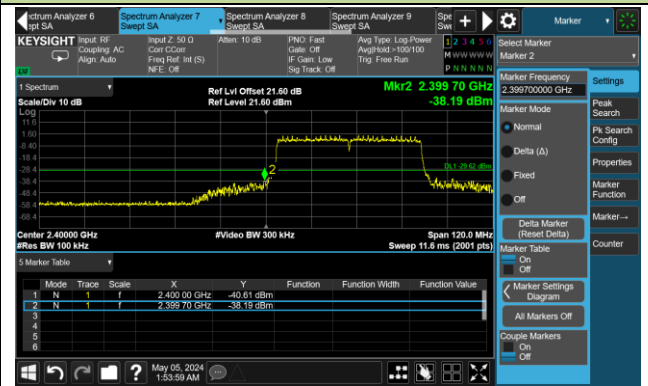 ctrum Analyzer 6
ept SA
Spectrum Analyzer 7
Swept SA
Spectrum Analyzer 8
Swept SA
Spectrum Analyzer 9
Swept SA
Spe
Swe
Marker
KEYSIGHT
Input: RF
Coupling: AC
Align: Auto
Input Z: 50 Ω
Corr CCorr
Freq Ref: Int (S)
NFE: Off
Atten: 10 dB
PNO: Fast
Gate: Off
IF Gain: Low
Sig Track: Off
Avg Type: Log-Power
Avg|Hold:>100/100
Trig: Free Run
1 2 3 4 5 6
M W W W W W
P N N N N N
LVI
Select Marker
Marker 2
1 Spectrum
Scale/Div 10 dB
Log
Ref Lvl Offset 21.60 dB
Ref Level 21.60 dBm
Mkr2 2.399 70 GHz
-38.19 dBm
11.6
1.60
-8.40
-18.4
-28.4
-38.4
-48.4
-58.4
-68.4
2
DL1 -29.62 dBm
Center 2.40000 GHz
#Res BW 100 kHz
#Video BW 300 kHz
Span 120.0 MHz
Sweep 11.6 ms (2001 pts)
5 Marker Table
Mode Trace Scale X Y Function Function Width Function Value
1 N 1 f 2.400 00 GHz -40.61 dBm
2 N 1 f 2.399 70 GHz -38.19 dBm
3
4
5
6
Marker Frequency
2.399700000 GHz
Marker Mode
Normal
Delta (Δ)
Fixed
Off
Delta Marker
(Reset Delta)
Marker Table
On
Off
Marker Settings
Diagram
All Markers Off
Couple Markers
On
Off
Settings
Peak
Search
Pk Search
Config
Properties
Marker
Function
Marker→
Counter
?
May 05, 2024
1:53:59 AM